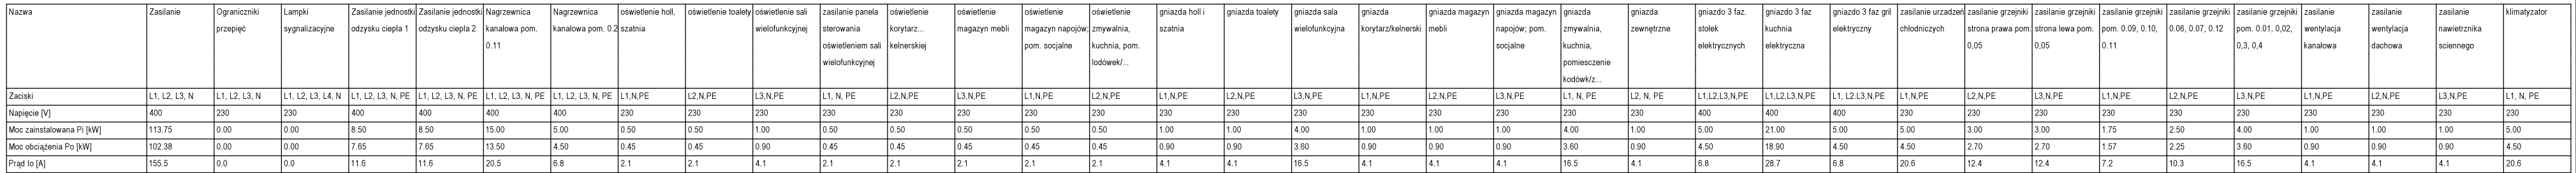 Nazwa | Zasilanie | Ograniczniki przepięć | Lampki sygnalizacyjne | Zasilanie jednostki odzysku ciepła 1 | Zasilanie jednostki odzysku ciepła 2 | Nagrzewnica kanałowa pom. 0.11 | Nagrzewnica kanałowa pom. 0.2 | oświetlenie holl, szatnia | oświetlenie toalety | oświetlenie sali wielofunkcyjnej | zasilanie panela sterowania oświetleniem sali wielofunkcyjnej | oświetlenie korytarz... kelnerskiej | oświetlenie magazyn mebli | oświetlenie magazyn napojów; pom. socjalne | oświetlenie zmywalnia, kuchnia, pom. lodówek/... | gniazda holl i szatnia | gniazda toalety | gniazda sala wielofunkcyjna | gniazda korytarz/kelnerski | gniazda magazyn mebli | gniazda magazyn napojów; pom. socjalne | gniazda zmywalnia, kuchnia, pomiesczenie kodówk/z... | gniazda zewnętrzne | gniazdo 3 faz. stołek elektrycznych | gniazdo 3 faz kuchnia elektryczna | gniazdo 3 faz gril elektryczny | zasilanie urzadzeń chłodniczych | zasilanie grzejniki strona prawa pom. 0,05 | zasilanie grzejniki strona lewa pom. 0,05 | zasilanie grzejniki pom. 0.09, 0.10, 0.11 | zasilanie grzejniki 0.06, 0.07, 0.12 | zasilanie grzejniki pom. 0.01, 0,02, 0,3, 0,4 | zasilanie wentylacja kanałowa | zasilanie wentylacja dachowa | zasilanie nawietrznika sciennego | klimatyzator
Zaciski | L1, L2, L3, N | L1, L2, L3, N | L1, L2, L3, L4, N | L1, L2, L3, N, PE | L1, L2, L3, N, PE | L1, L2, L3, N, PE | L1, L2, L3, N, PE | L1,N,PE | L2,N,PE | L3,N,PE | L1, N, PE | L2,N,PE | L3,N,PE | L1,N,PE | L2,N,PE | L1,N,PE | L2,N,PE | L3,N,PE | L1,N,PE | L2,N,PE | L3,N,PE | L1, N, PE | L2, N, PE | L1,L2,L3,N,PE | L1,L2,L3,N,PE | L1, L2.L3,N,PE | L1,N,PE | L2,N,PE | L3,N,PE | L1,N,PE | L2,N,PE | L3,N,PE | L1,N,PE | L2,N,PE | L3,N,PE | L1, N, PE
Napięcie [V] | 400 | 230 | 230 | 400 | 400 | 400 | 400 | 230 | 230 | 230 | 230 | 230 | 230 | 230 | 230 | 230 | 230 | 230 | 230 | 230 | 230 | 230 | 230 | 400 | 400 | 400 | 230 | 230 | 230 | 230 | 230 | 230 | 230 | 230 | 230 | 230
Moc zainstalowana Pi [kW] | 113.75 | 0.00 | 0.00 | 8.50 | 8.50 | 15.00 | 5.00 | 0.50 | 0.50 | 1.00 | 0.50 | 0.50 | 0.50 | 0.50 | 0.50 | 1.00 | 1.00 | 4.00 | 1.00 | 1.00 | 1.00 | 4.00 | 1.00 | 5.00 | 21.00 | 5.00 | 5.00 | 3.00 | 3.00 | 1.75 | 2.50 | 4.00 | 1.00 | 1.00 | 1.00 | 5.00
Moc obciążenia Po [kW] | 102.38 | 0.00 | 0.00 | 7.65 | 7.65 | 13.50 | 4.50 | 0.45 | 0.45 | 0.90 | 0.45 | 0.45 | 0.45 | 0.45 | 0.45 | 0.90 | 0.90 | 3.60 | 0.90 | 0.90 | 0.90 | 3.60 | 0.90 | 4.50 | 18.90 | 4.50 | 4.50 | 2.70 | 2.70 | 1.57 | 2.25 | 3.60 | 0.90 | 0.90 | 0.90 | 4.50
Prąd Io [A] | 155.5 | 0.0 | 0.0 | 11.6 | 11.6 | 20.5 | 6.8 | 2.1 | 2.1 | 4.1 | 2.1 | 2.1 | 2.1 | 2.1 | 2.1 | 4.1 | 4.1 | 16.5 | 4.1 | 4.1 | 4.1 | 16.5 | 4.1 | 6.8 | 28.7 | 6.8 | 20.6 | 12.4 | 12.4 | 7.2 | 10.3 | 16.5 | 4.1 | 4.1 | 4.1 | 20.6